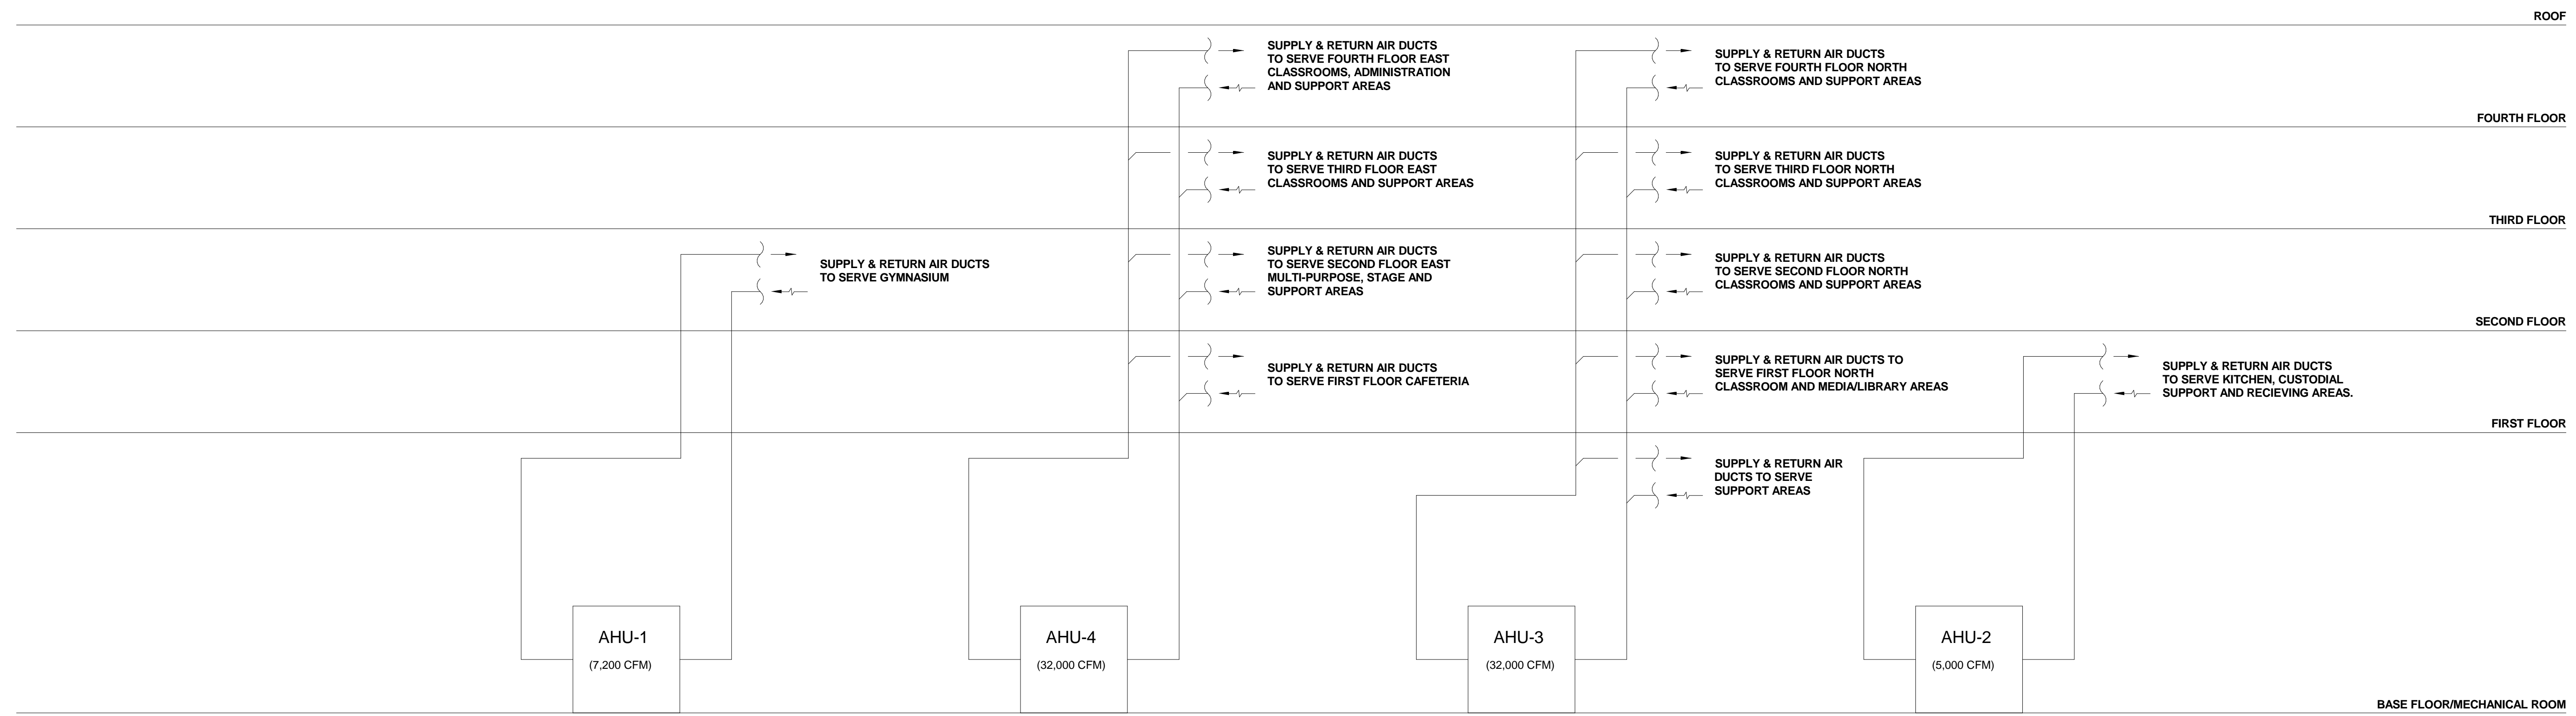 ROOF
SUPPLY & RETURN AIR DUCTS
TO SERVE FOURTH FLOOR EAST
CLASSROOMS, ADMINISTRATION
AND SUPPORT AREAS
SUPPLY & RETURN AIR DUCTS
TO SERVE FOURTH FLOOR NORTH
CLASSROOMS AND SUPPORT AREAS
FOURTH FLOOR
SUPPLY & RETURN AIR DUCTS
TO SERVE THIRD FLOOR EAST
CLASSROOMS AND SUPPORT AREAS
SUPPLY & RETURN AIR DUCTS
TO SERVE THIRD FLOOR NORTH
CLASSROOMS AND SUPPORT AREAS
THIRD FLOOR
SUPPLY & RETURN AIR DUCTS
TO SERVE GYMNASIUM
SUPPLY & RETURN AIR DUCTS
TO SERVE SECOND FLOOR EAST
MULTI-PURPOSE, STAGE AND
SUPPORT AREAS
SUPPLY & RETURN AIR DUCTS
TO SERVE SECOND FLOOR NORTH
CLASSROOMS AND SUPPORT AREAS
SECOND FLOOR
SUPPLY & RETURN AIR DUCTS
TO SERVE FIRST FLOOR CAFETERIA
SUPPLY & RETURN AIR DUCTS TO
SERVE FIRST FLOOR NORTH
CLASSROOM AND MEDIA/LIBRARY AREAS
SUPPLY & RETURN AIR DUCTS
TO SERVE KITCHEN, CUSTODIAL
SUPPORT AND RECIEVING AREAS.
FIRST FLOOR
SUPPLY & RETURN AIR
DUCTS TO SERVE
SUPPORT AREAS
AHU-1
(7,200 CFM)
AHU-4
(32,000 CFM)
AHU-3
(32,000 CFM)
AHU-2
(5,000 CFM)
BASE FLOOR/MECHANICAL ROOM